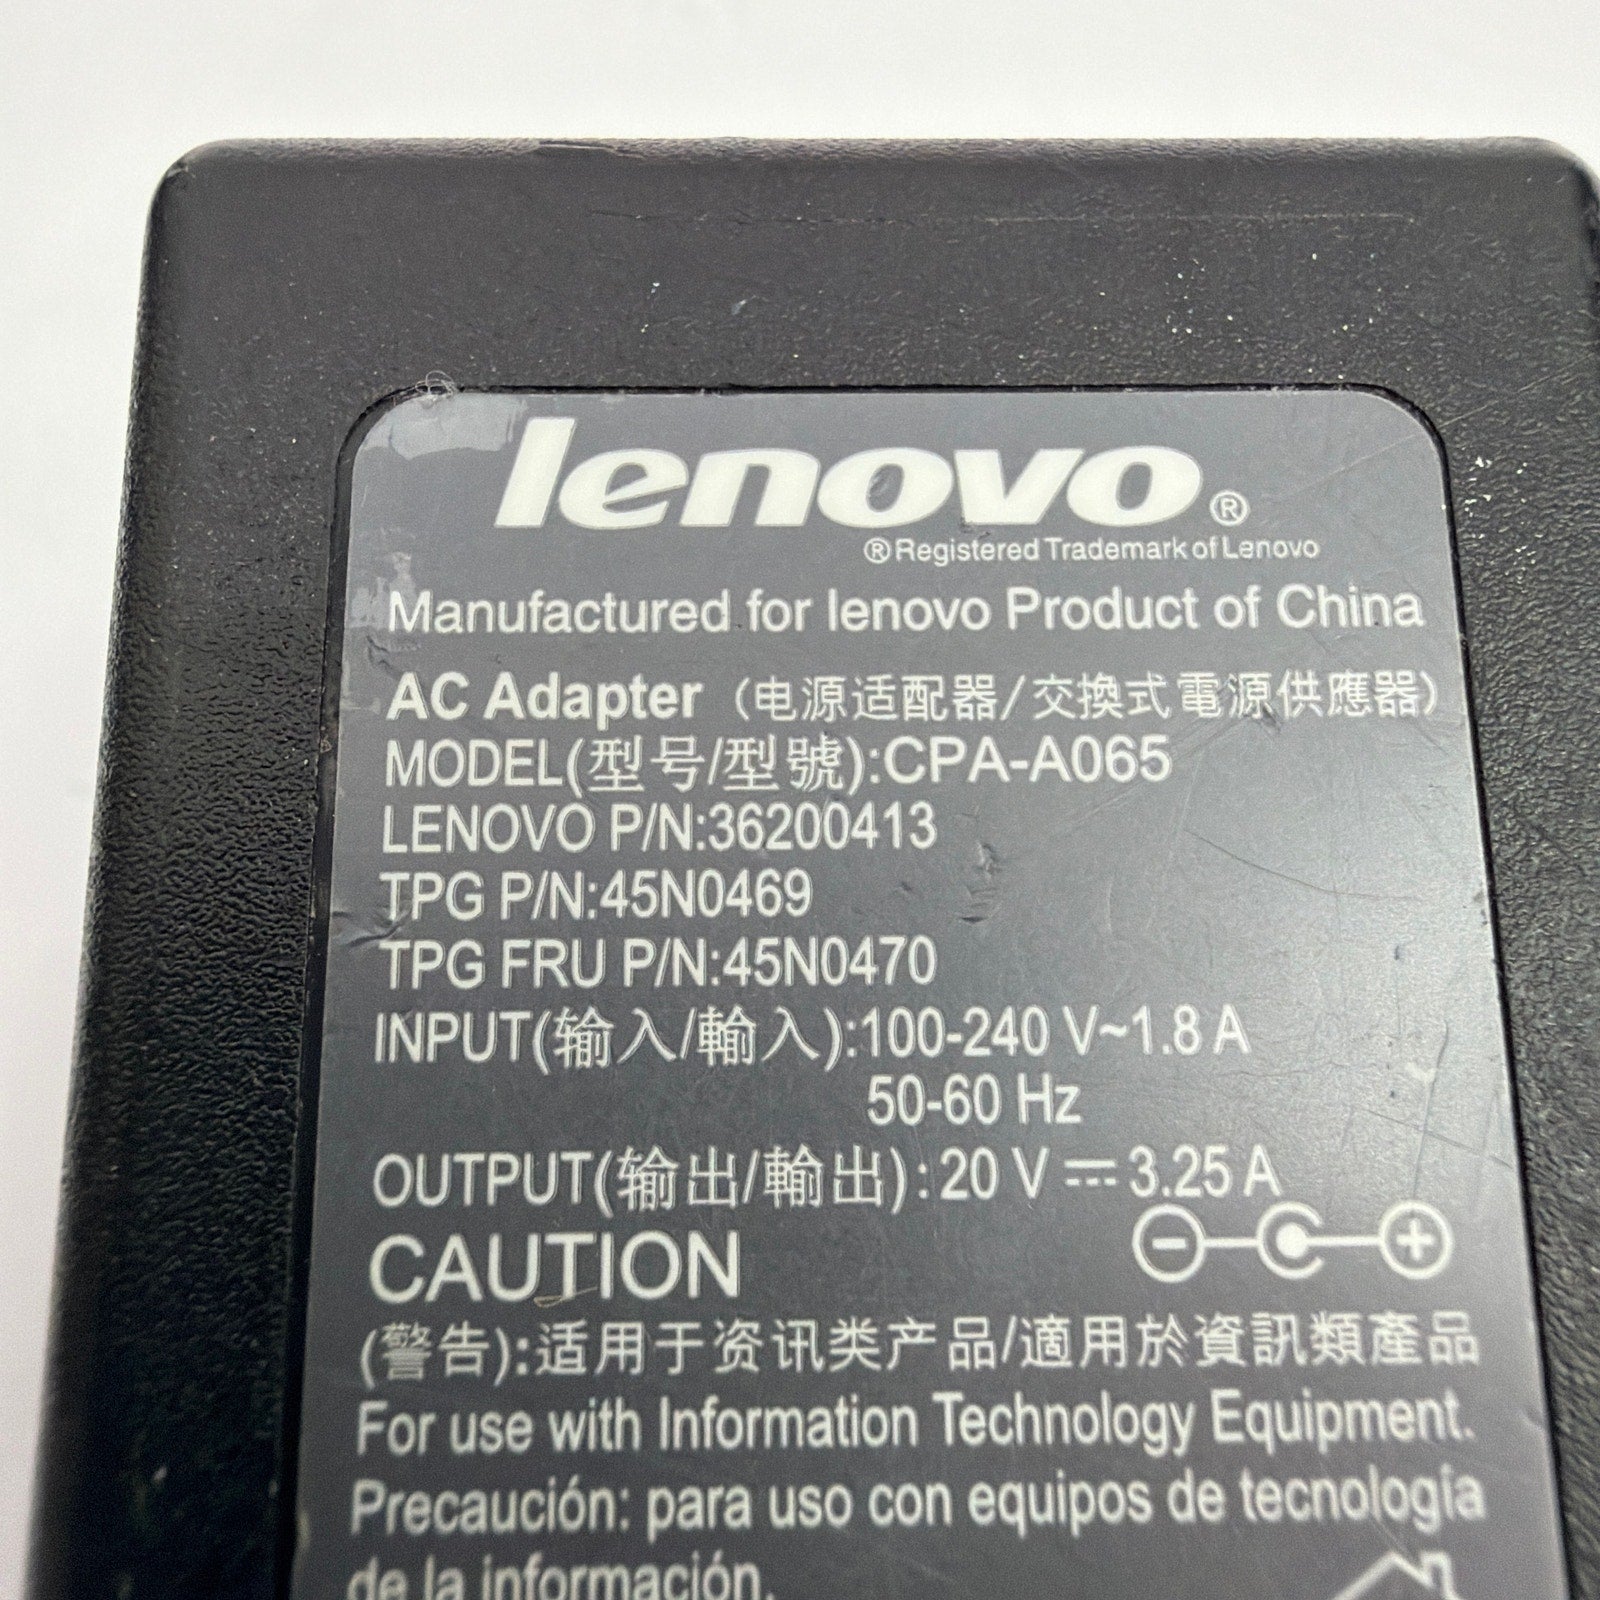 lenovo®
®Registered Trademark of Lenovo
Manufactured for lenovo Product of China
AC Adapter (电源适配器/交換式電源供應器)
MODEL(型号/型號):CPA-A065
LENOVO P/N:36200413
TPG P/N:45N0469
TPG FRU P/N:45N0470
INPUT(输入/輸入):100-240 V~1.8 A
50-60 Hz
OUTPUT(输出/輸出):20 V ⎓ 3.25 A
CAUTION
(警告):适用于资讯类产品/適用於資訊類產品
For use with Information Technology Equipment.
Precaución: para uso con equipos de tecnología
de la información.